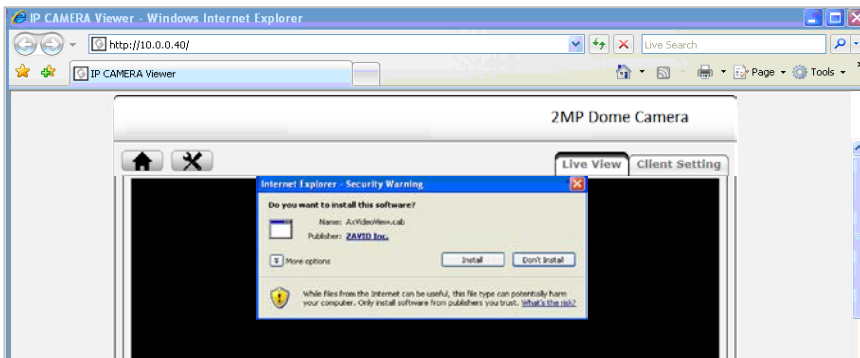 IP CAMERA Viewer - Windows Internet Explorer
http://10.0.0.40/
Live Search
IP CAMERA Viewer
Page
Tools
2MP Dome Camera
Live View
Client Setting
Internet Explorer - Security Warning
Do you want to install this software?
Name: AxVideoView.cab
Publisher: ZAVIO Inc.
More options
Install
Don't Install
While files from the Internet can be useful, this file type can potentially harm
your computer. Only install software from publishers you trust. What's the risk?